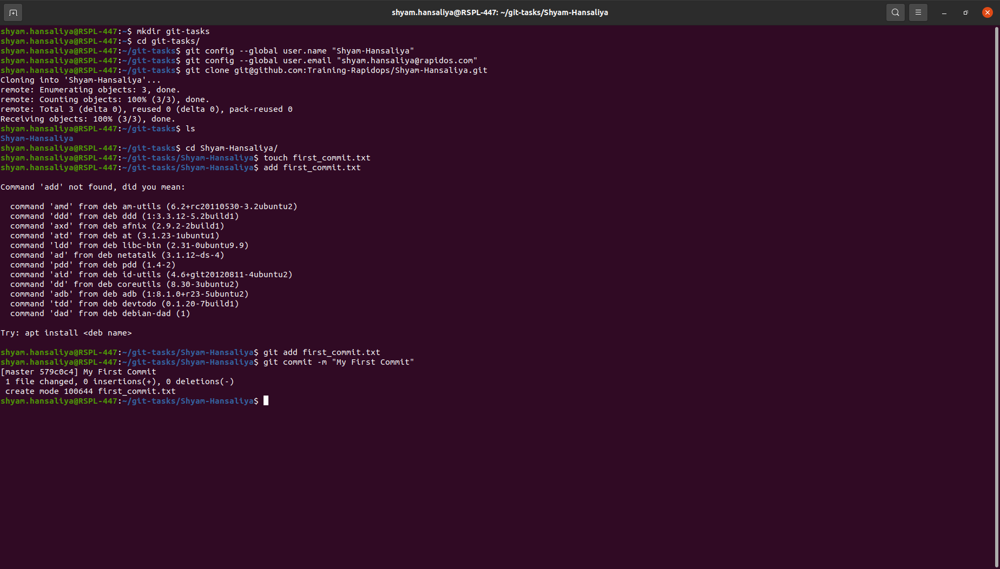 shyam.hansaliya@RSPL-447: ~/git-tasks/Shyam-Hansaliya
shyam.hansaliya@RSPL-447:~$ mkdir git-tasks
shyam.hansaliya@RSPL-447:~$ cd git-tasks/
shyam.hansaliya@RSPL-447:~/git-tasks$ git config --global user.name "Shyam-Hansaliya"
shyam.hansaliya@RSPL-447:~/git-tasks$ git config --global user.email "shyam.hansaliya@rapidos.com"
shyam.hansaliya@RSPL-447:~/git-tasks$ git clone git@github.com:Training-Rapidops/Shyam-Hansaliya.git
Cloning into 'Shyam-Hansaliya'...
remote: Enumerating objects: 3, done.
remote: Counting objects: 100% (3/3), done.
remote: Total 3 (delta 0), reused 0 (delta 0), pack-reused 0
Receiving objects: 100% (3/3), done.
shyam.hansaliya@RSPL-447:~/git-tasks$ ls
Shyam-Hansaliya
shyam.hansaliya@RSPL-447:~/git-tasks$ cd Shyam-Hansaliya/
shyam.hansaliya@RSPL-447:~/git-tasks/Shyam-Hansaliya$ touch first_commit.txt
shyam.hansaliya@RSPL-447:~/git-tasks/Shyam-Hansaliya$ add first_commit.txt
Command 'add' not found, did you mean:
command 'amd' from deb am-utils (6.2+rc20110530-3.2ubuntu2)
command 'ddd' from deb ddd (1:3.3.12-5.2build1)
command 'axd' from deb afnix (2.9.2-2build1)
command 'atd' from deb at (3.1.23-1ubuntu1)
command 'ldd' from deb libc-bin (2.31-0ubuntu9.9)
command 'ad' from deb netatalk (3.1.12~ds-4)
command 'pdd' from deb pdd (1.4-2)
command 'aid' from deb id-utils (4.6+git20120811-4ubuntu2)
command 'dd' from deb coreutils (8.30-3ubuntu2)
command 'adb' from deb adb (1:8.1.0+r23-5ubuntu2)
command 'tdd' from deb devtodo (0.1.20-7build1)
command 'dad' from deb debian-dad (1)
Try: apt install <deb name>
shyam.hansaliya@RSPL-447:~/git-tasks/Shyam-Hansaliya$ git add first_commit.txt
shyam.hansaliya@RSPL-447:~/git-tasks/Shyam-Hansaliya$ git commit -m "My First Commit"
[master 579c0c4] My First Commit
1 file changed, 0 insertions(+), 0 deletions(-)
create mode 100644 first_commit.txt
shyam.hansaliya@RSPL-447:~/git-tasks/Shyam-Hansaliya$